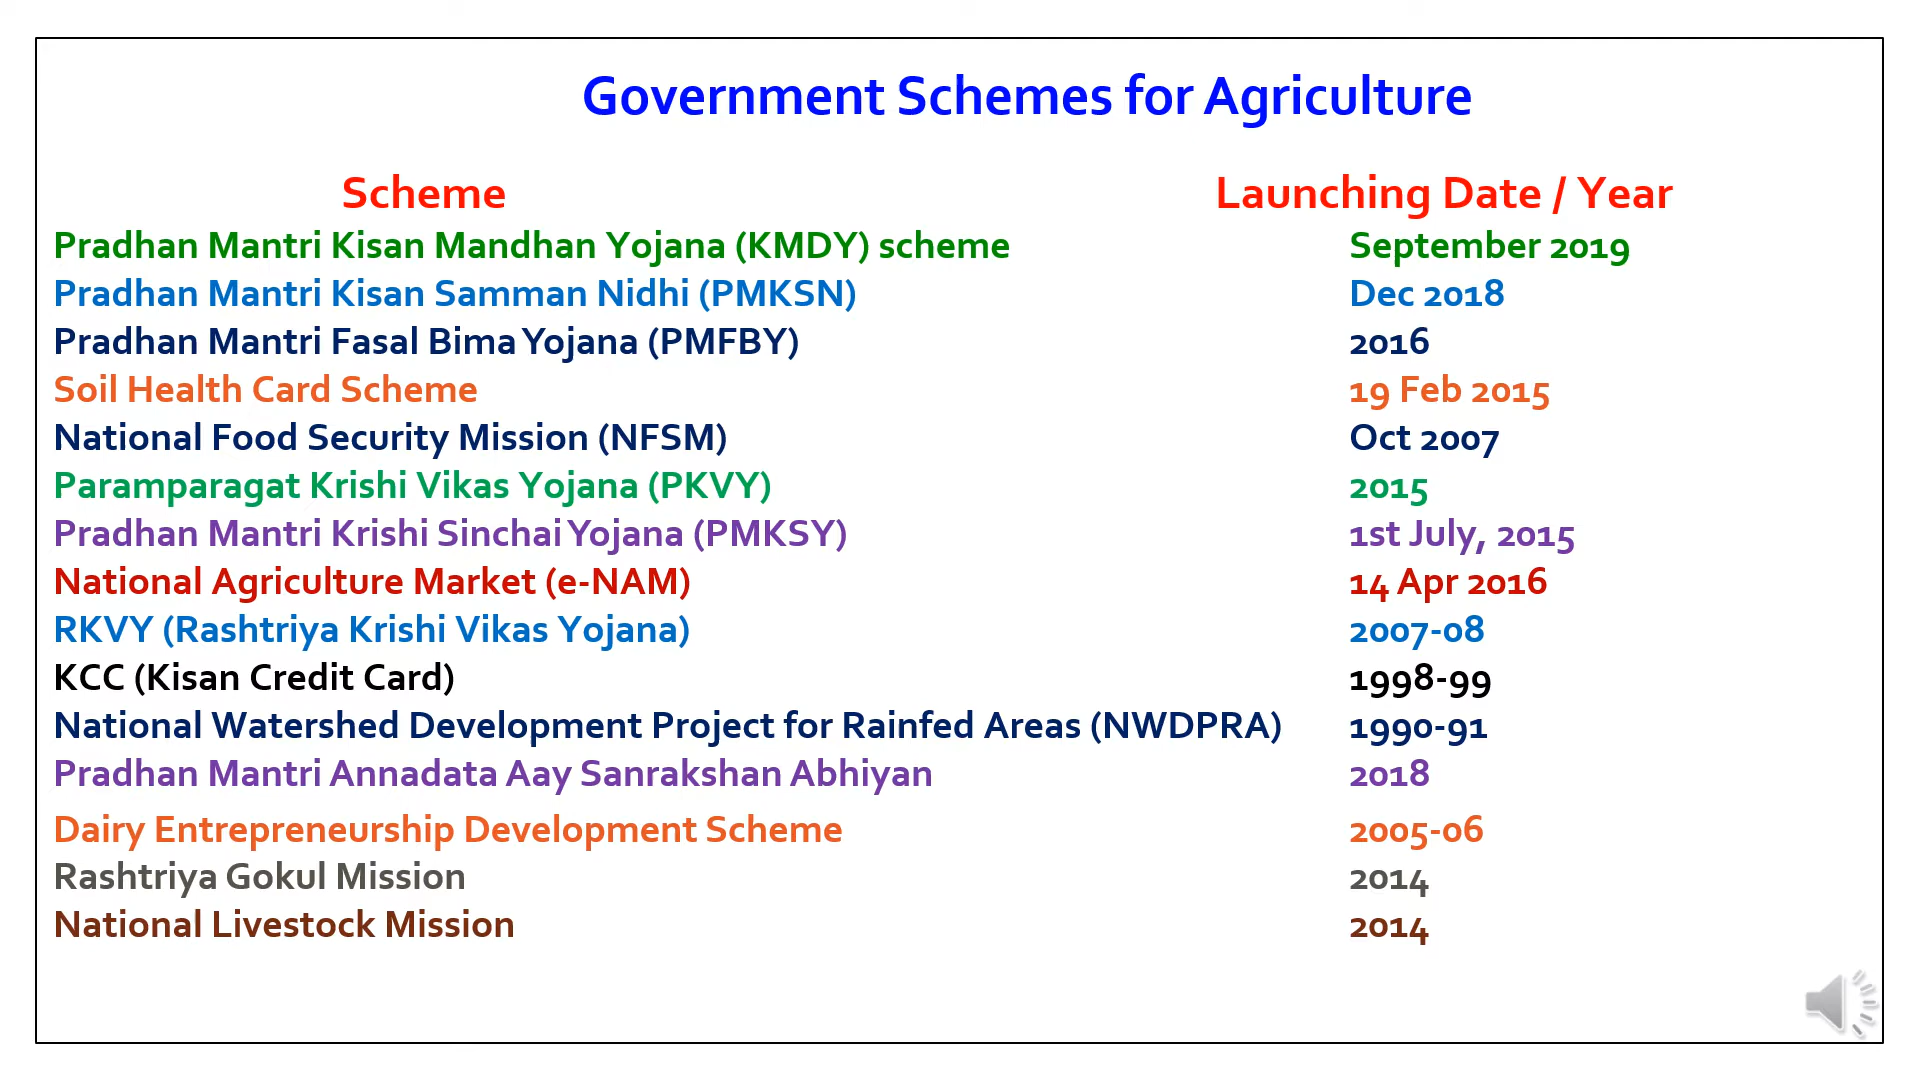 Government Schemes for Agriculture
Scheme Launching Date / Year
Pradhan Mantri Kisan Mandhan Yojana (KMDY) scheme September 2019
Pradhan Mantri Kisan Samman Nidhi (PMKSN) Dec 2018
Pradhan Mantri Fasal Bima Yojana (PMFBY) 2016
Soil Health Card Scheme 19 Feb 2015
National Food Security Mission (NFSM) Oct 2007
Paramparagat Krishi Vikas Yojana (PKVY) 2015
Pradhan Mantri Krishi Sinchai Yojana (PMKSY) 1st July, 2015
National Agriculture Market (e-NAM) 14 Apr 2016
RKVY (Rashtriya Krishi Vikas Yojana) 2007-08
KCC (Kisan Credit Card) 1998-99
National Watershed Development Project for Rainfed Areas (NWDPRA) 1990-91
Pradhan Mantri Annadata Aay Sanrakshan Abhiyan 2018
Dairy Entrepreneurship Development Scheme 2005-06
Rashtriya Gokul Mission 2014
National Livestock Mission 2014